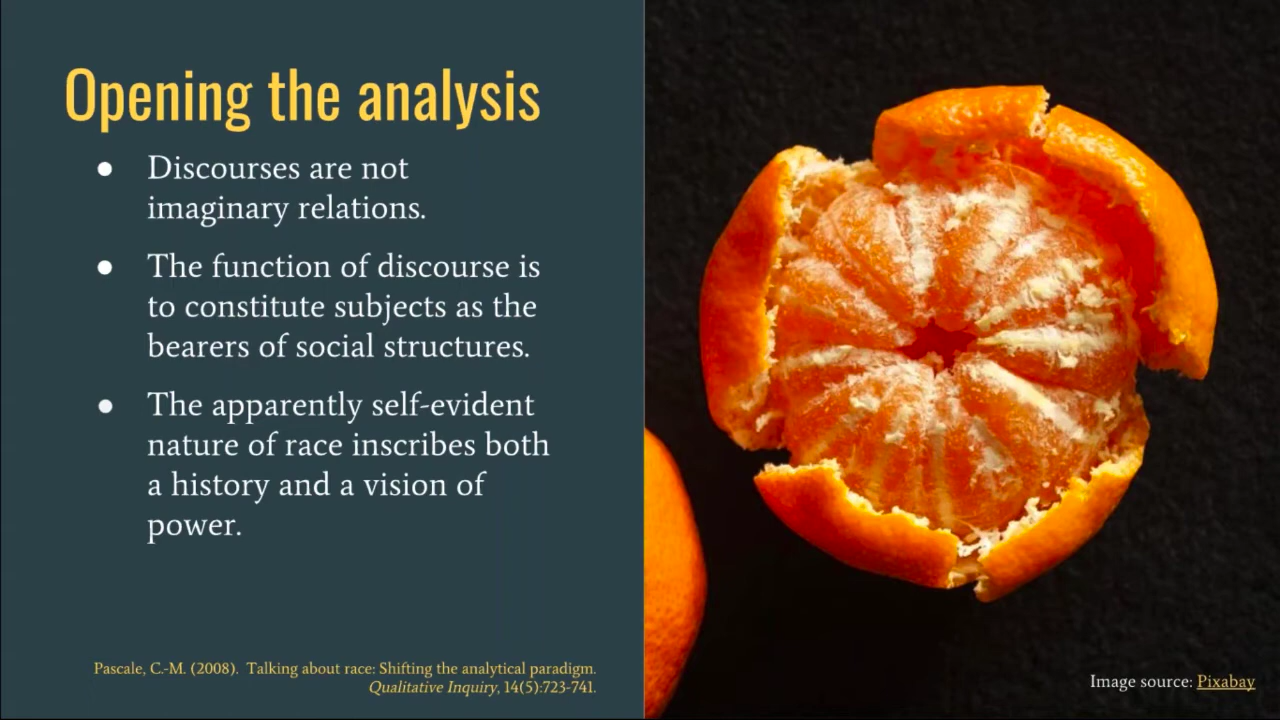 Opening the analysis
● Discourses are not
imaginary relations.
● The function of discourse is
to constitute subjects as the
bearers of social structures.
● The apparently self-evident
nature of race inscribes both
a history and a vision of
power.
Pascale, C.-M. (2008). Talking about race: Shifting the analytical paradigm.
Qualitative Inquiry, 14(5):723-741.
Image source: Pixabay